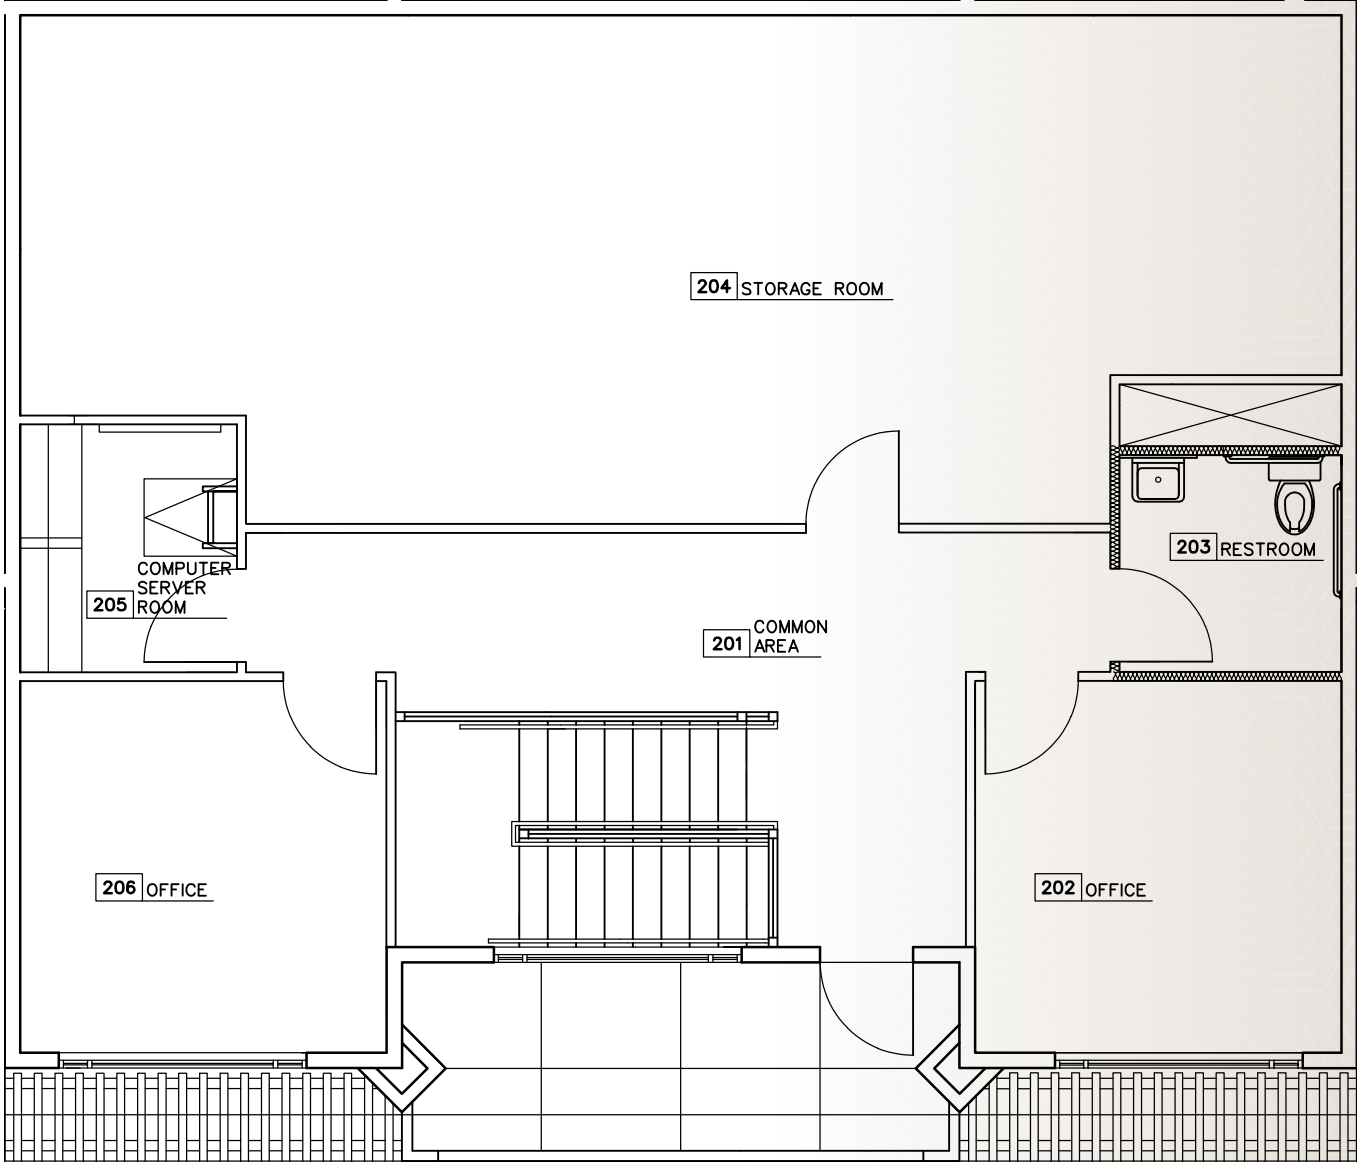 204 STORAGE ROOM
203 RESTROOM
COMPUTER
SERVER
205 ROOM
COMMON
201 AREA
206 OFFICE
202 OFFICE